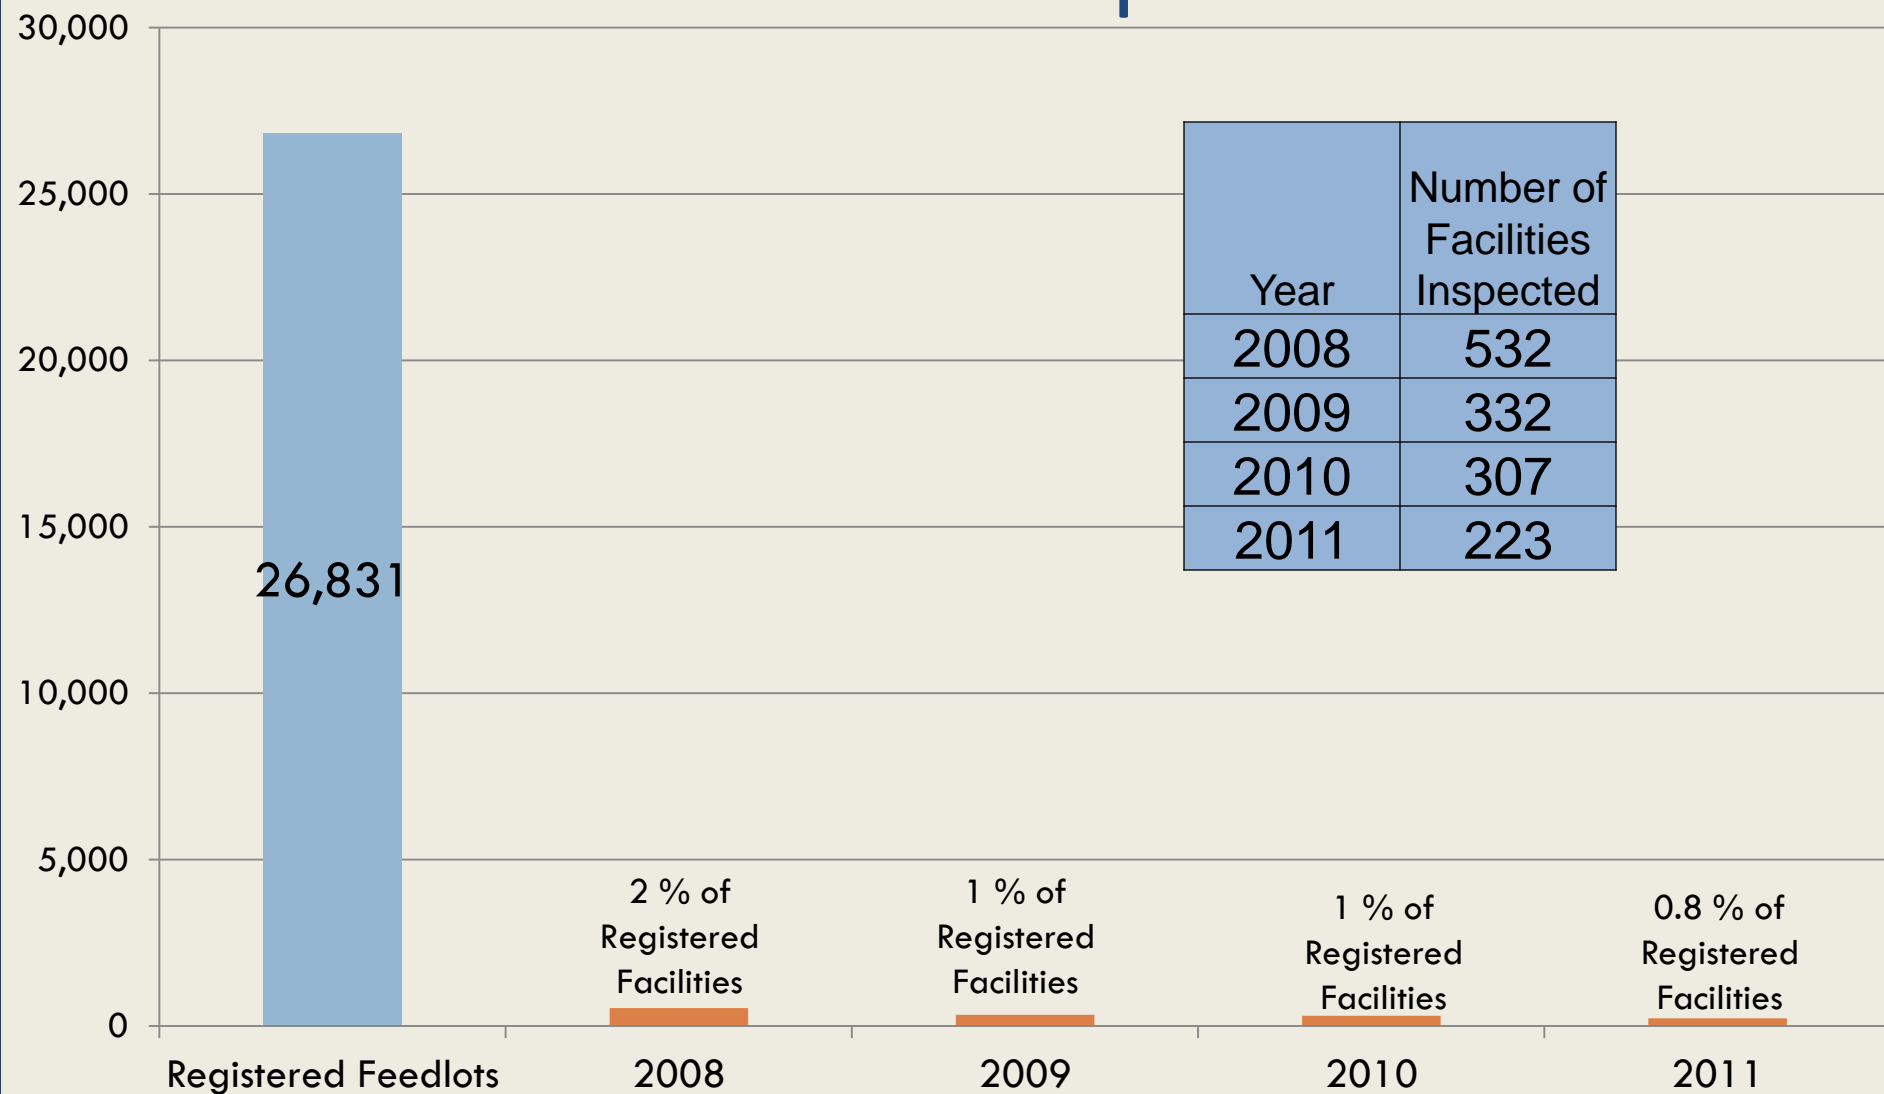 30,000
25,000
20,000
15,000
10,000
5,000
0
26,831
Year
Number of
Facilities
Inspected
2008 532
2009 332
2010 307
2011 223
2 % of
Registered
Facilities
1 % of
Registered
Facilities
1 % of
Registered
Facilities
0.8 % of
Registered
Facilities
Registered Feedlots 2008 2009 2010 2011